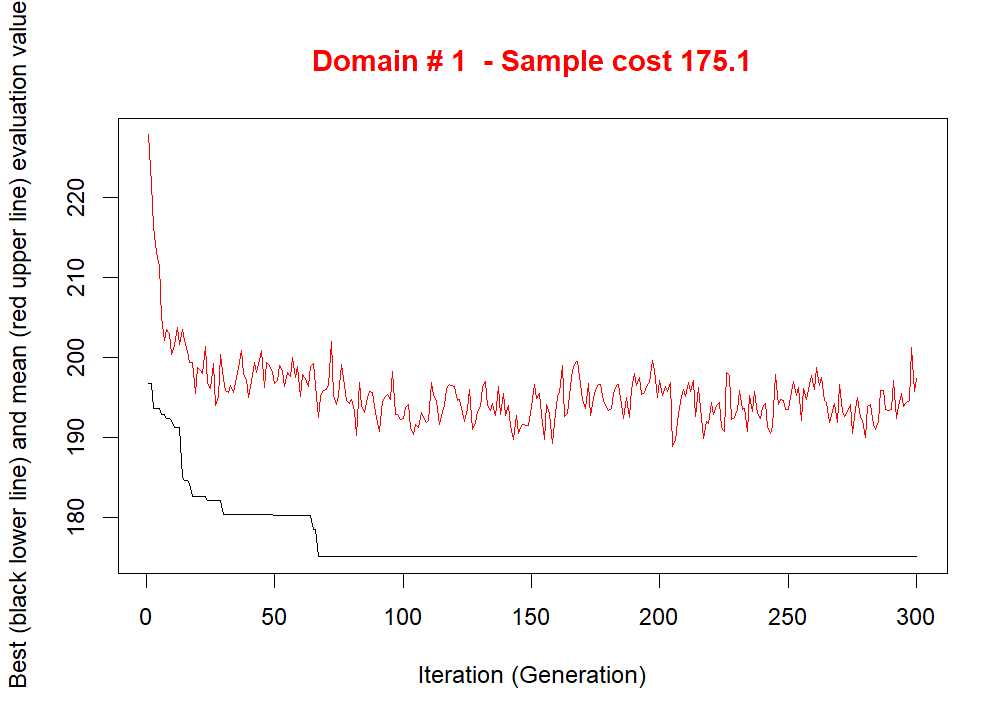 Domain # 1  - Sample cost 175.1
Best (black lower line) and mean (red upper line) evaluation value
220
210
200
190
180
0 50 100 150 200 250 300
Iteration (Generation)